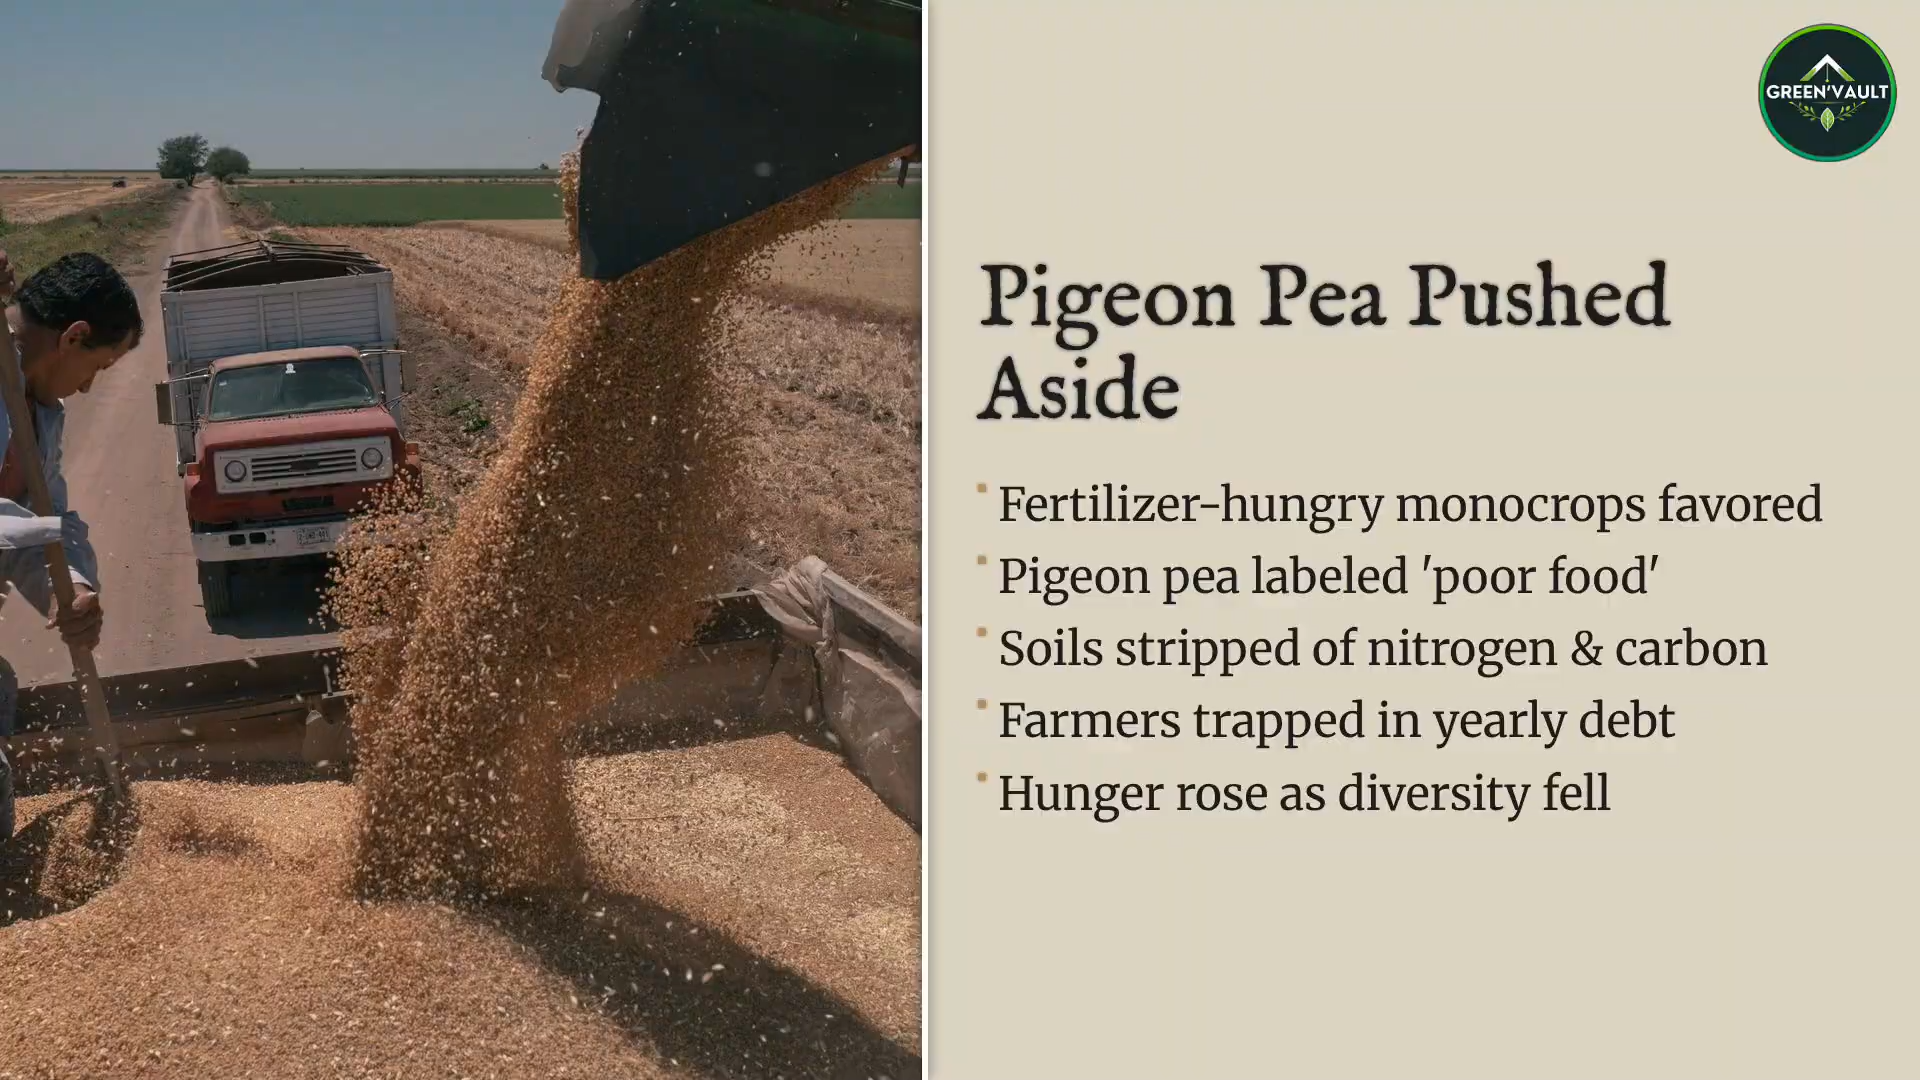 GREEN'VAULT
Pigeon Pea Pushed
Aside
Fertilizer-hungry monocrops favored
Pigeon pea labeled 'poor food'
Soils stripped of nitrogen & carbon
Farmers trapped in yearly debt
Hunger rose as diversity fell